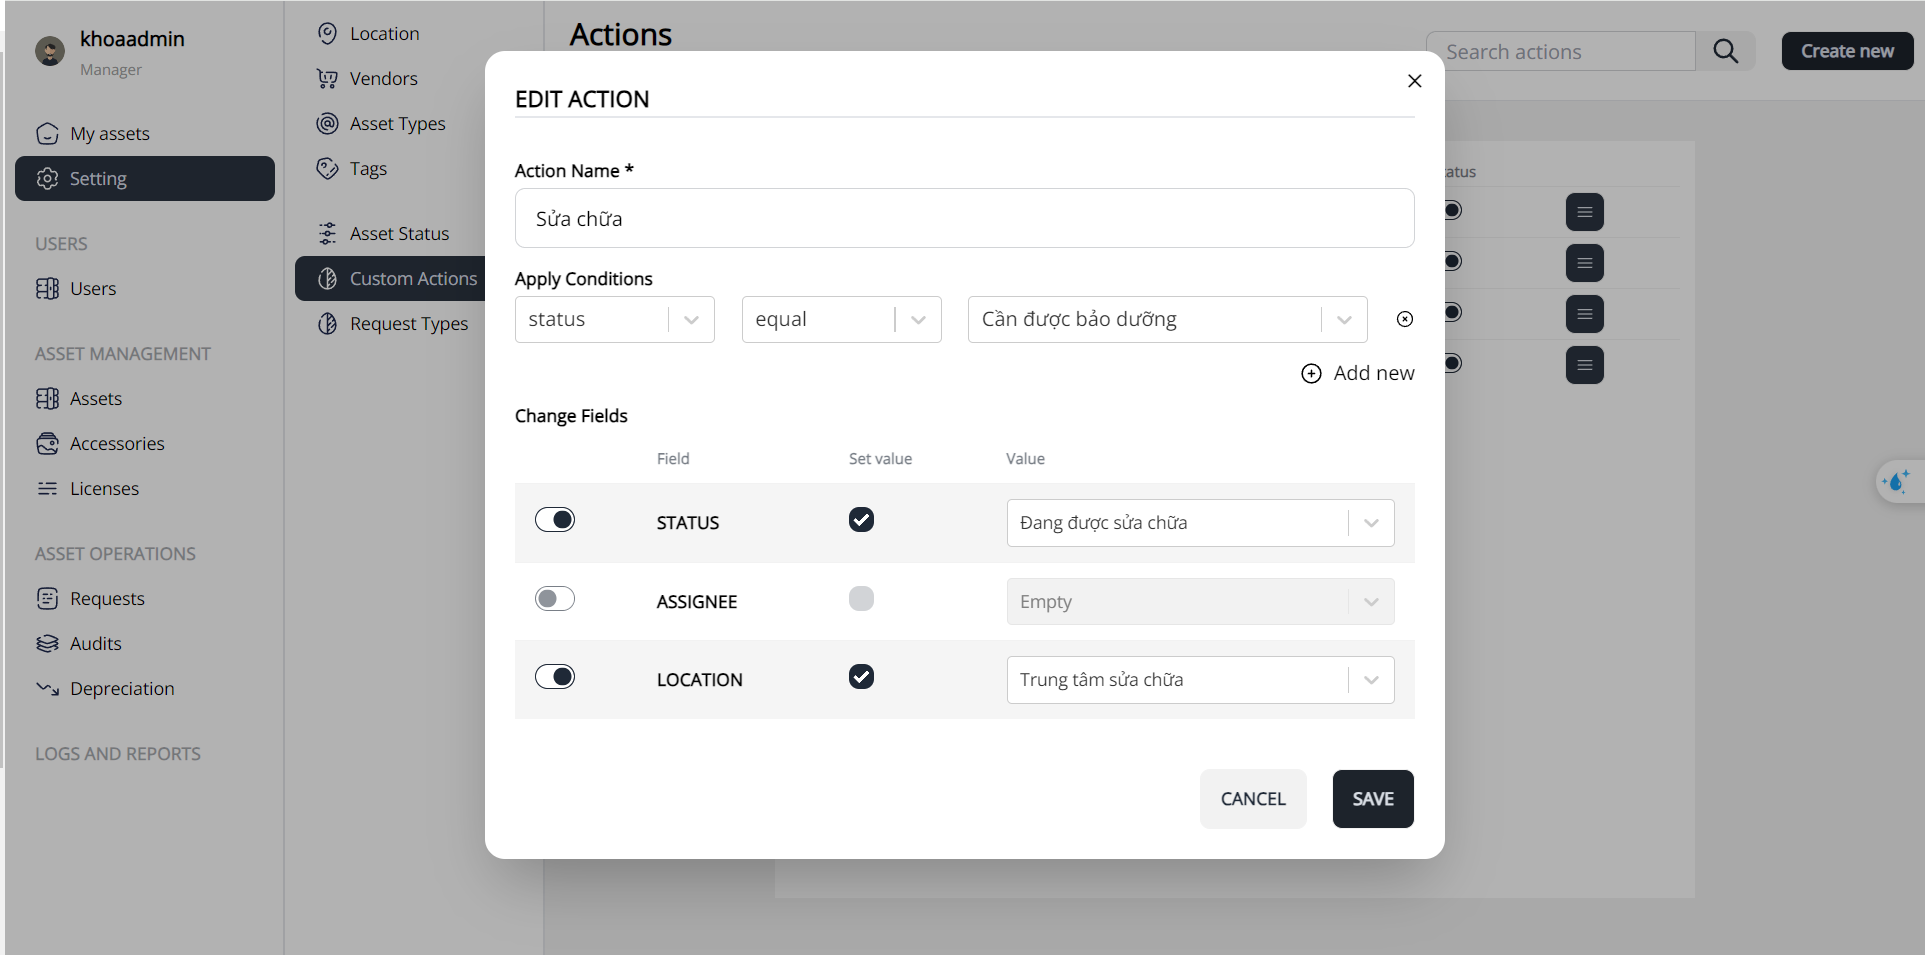 khoaadmin
Manager
My assets
Setting
USERS
Users
ASSET MANAGEMENT
Assets
Accessories
Licenses
ASSET OPERATIONS
Requests
Audits
Depreciation
LOGS AND REPORTS
Location
Vendors
Asset Types
Tags
Asset Status
Custom Actions
Request Types
Actions
Search actions
Create new
atus
EDIT ACTION
Action Name *
Sửa chữa
Apply Conditions
status equal Cần được bảo dưỡng
Add new
Change Fields
Field Set value Value
STATUS Đang được sửa chữa
ASSIGNEE Empty
LOCATION Trung tâm sửa chữa
CANCEL SAVE